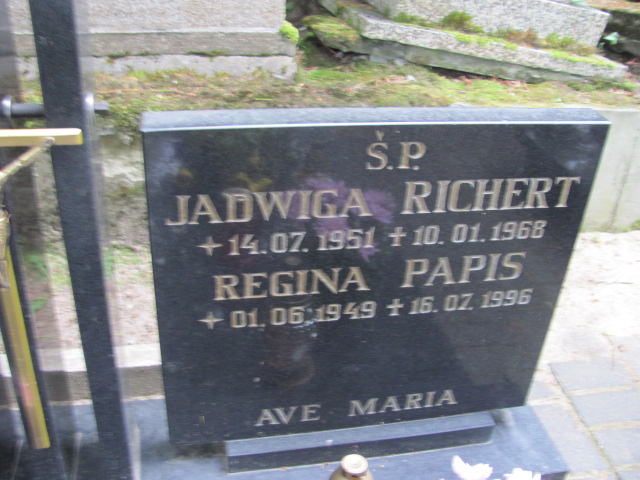 Ś.P.
JADWIGA RICHERT
+ 14.07.1951 + 10.01.1968
REGINA PAPIS
+ 01.06.1949 + 16.07.1996
AVE MARIA